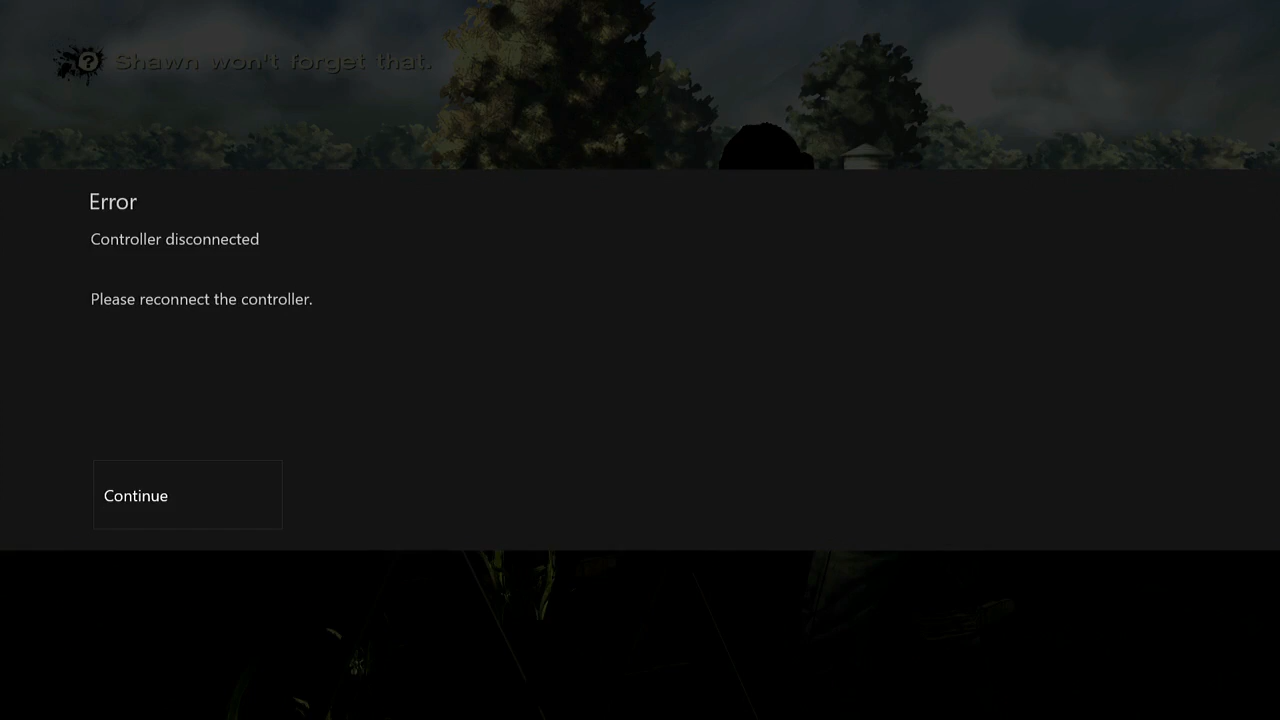 Shawn won't forget that.
Error
Controller disconnected
Please reconnect the controller.
Continue